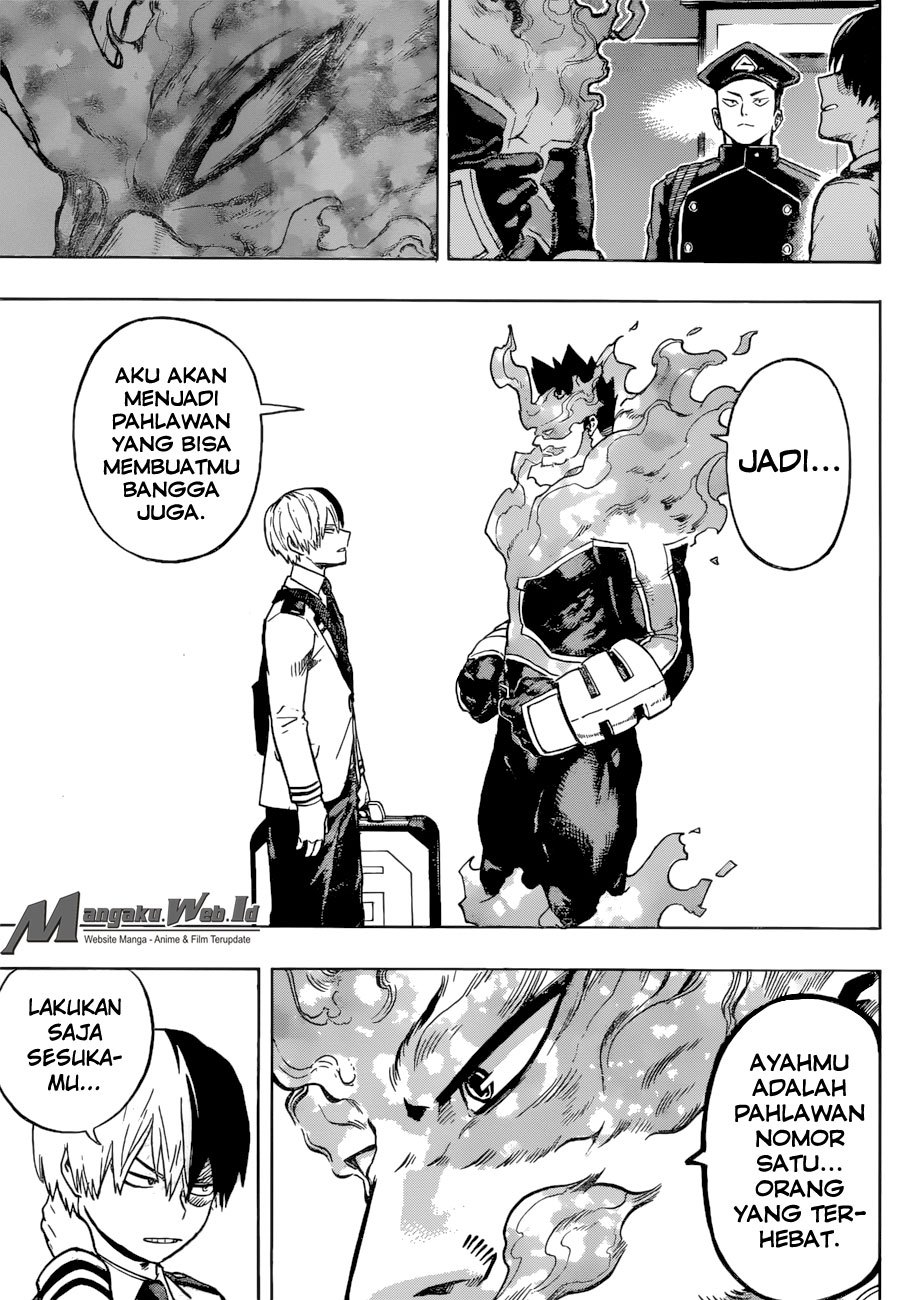 JADI...
AKU AKAN
MENJADI
PAHLAWAN
YANG BISA
MEMBUATMU
BANGGA
JUGA.
Mangaku.Web.Id
Website Manga - Anime & Film Terupdate
AYAHMU
ADALAH
PAHLAWAN
NOMOR
SATU...
ORANG
YANG TER-
HEBAT.
LAKUKAN
SAJA
SESUKA-
MU...